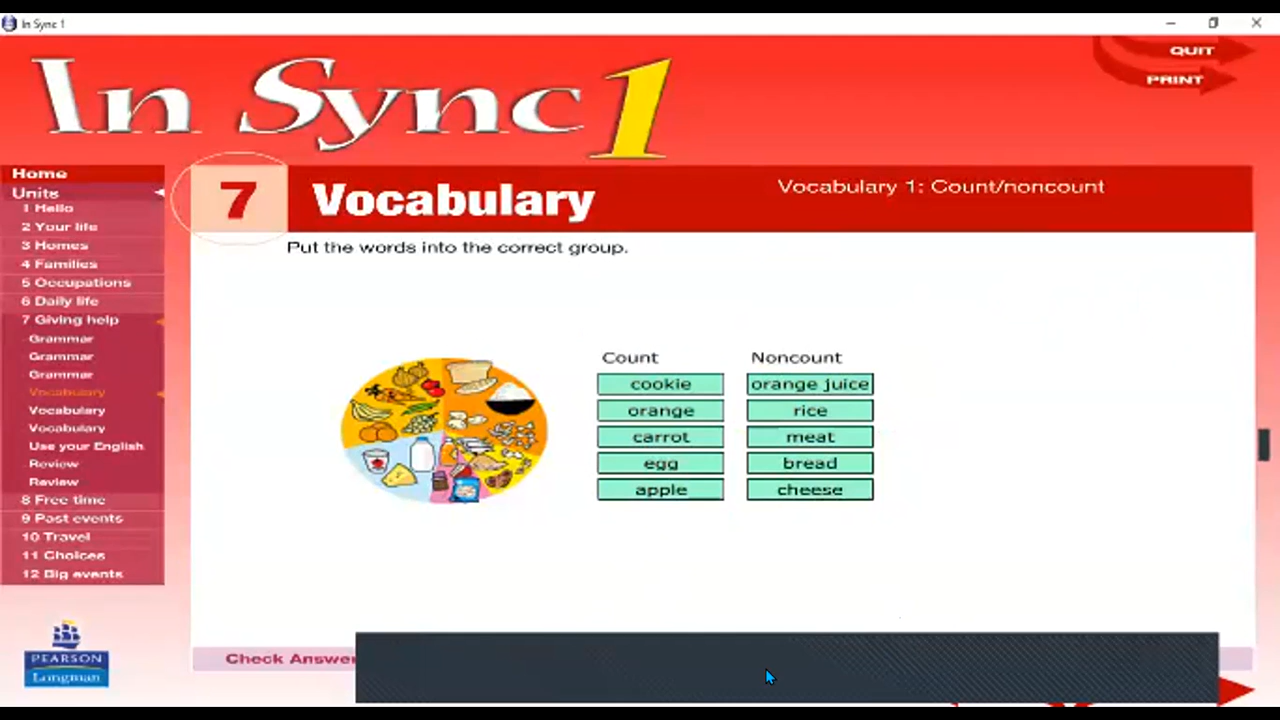 In Sync 1
QUIT
PRINT
In Sync 1
Home
Units
1 Hello
2 Your life
3 Homes
4 Families
5 Occupations
6 Daily life
7 Giving help
Grammar
Grammar
Grammar
Vocabulary
Vocabulary
Vocabulary
Use your English
Review
Review
8 Free time
9 Past events
10 Travel
11 Choices
12 Big events
PEARSON
Longman
7 Vocabulary
Vocabulary 1: Count/noncount
Put the words into the correct group.
Count Noncount
cookie orange juice
orange rice
carrot meat
egg bread
apple cheese
Check Answer